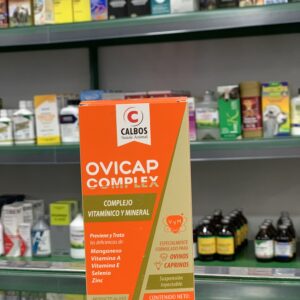 C
CALBOS
Salud Animal
OVICAP
COMPLEX
COMPLEJO
VITAMÍNICO Y MINERAL
Previene y Trata
las deficiencias de
Manganeso
Vitamina A
Vitamina E
Selenio
Zinc
V y M
ESPECIALMENTE
FORMULADO PARA
OVINOS
CAPRINOS
Suspensión
Inyectable
CONTENIDO NETO